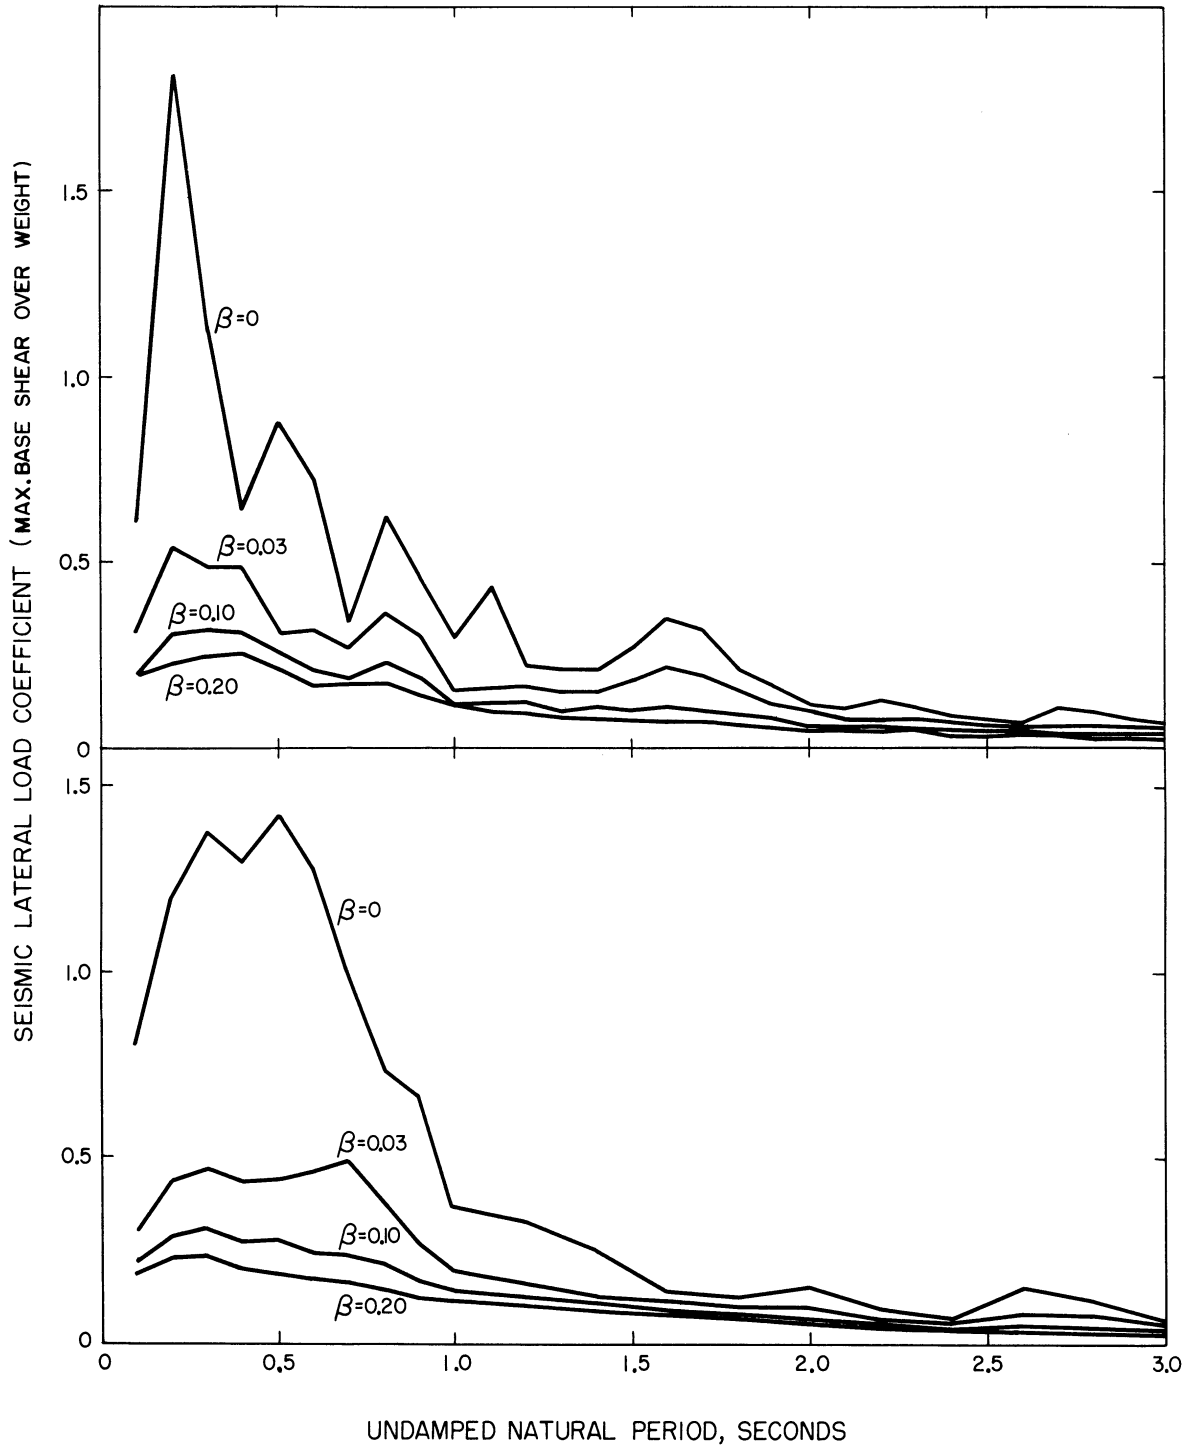 SEISMIC LATERAL LOAD COEFFICIENT (MAX.BASE SHEAR OVER WEIGHT)
1.5
1.0
0.5
0
β=0
β=0.03
β=0.10
β=0.20
1.5
1.0
0.5
0
β=0
β=0.03
β=0.10
β=0.20
0 0.5 1.0 1.5 2.0 2.5 3.0
UNDAMPED NATURAL PERIOD, SECONDS